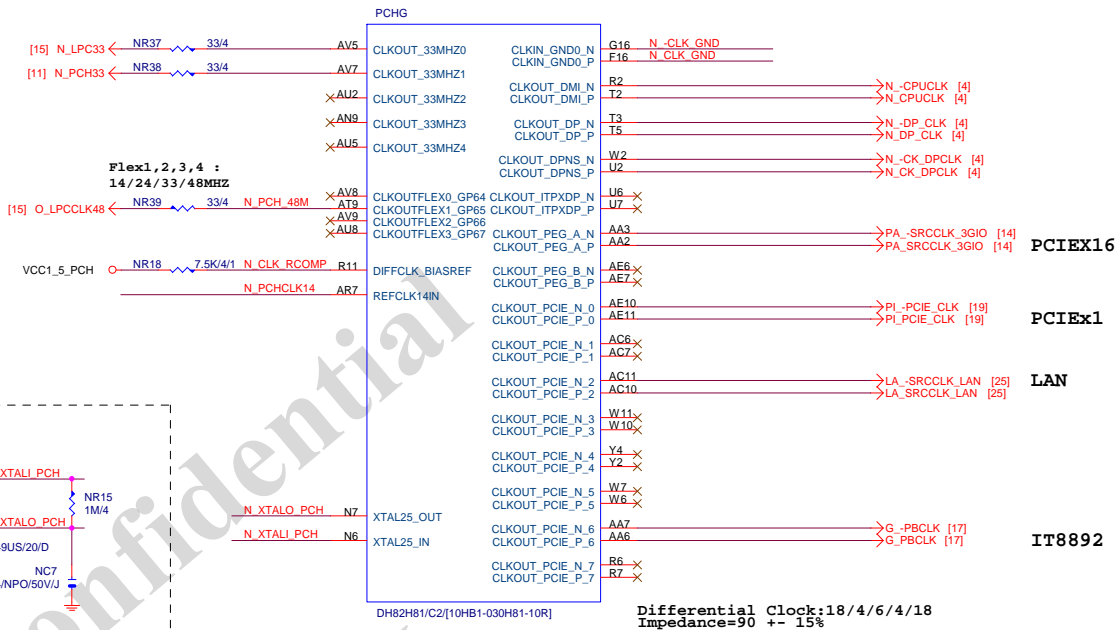 PCHG
[15] N_LPC33 NR37 33/4 AV5 CLKOUT_33MHZ0
[11] N_PCH33 NR38 33/4 AV7 CLKOUT_33MHZ1
AU2 CLKOUT_33MHZ2
AN9 CLKOUT_33MHZ3
AU5 CLKOUT_33MHZ4
Flex1,2,3,4 :
14/24/33/48MHZ
AV8 CLKOUTFLEX0_GP64
[15] O_LPCCLK48 NR39 33/4 N_PCH_48M AT9 CLKOUTFLEX1_GP65
AV9 CLKOUTFLEX2_GP66
AU8 CLKOUTFLEX3_GP67
VCC1_5_PCH NR18 7.5K/4/1 N_CLK_RCOMP R11 DIFFCLK_BIASREF
N_PCHCLK14 AR7 REFCLK14IN
N_XTALO_PCH N7 XTAL25_OUT
N_XTALI_PCH N6 XTAL25_IN
CLKIN_GND0_N G16 N_-CLK_GND
CLKIN_GND0_P F16 N_CLK_GND
CLKOUT_DMI_N R2 N_-CPUCLK [4]
CLKOUT_DMI_P T2 N_CPUCLK [4]
CLKOUT_DP_N T3 N_-DP_CLK [4]
CLKOUT_DP_P T5 N_DP_CLK [4]
CLKOUT_DPNS_N W2 N_-CK_DPCLK [4]
CLKOUT_DPNS_P U2 N_CK_DPCLK [4]
CLKOUT_ITPXDP_N U6
CLKOUT_ITPXDP_P U7
CLKOUT_PEG_A_N AA3 PA_-SRCCLK_3GIO [14]
CLKOUT_PEG_A_P AA2 PA_SRCCLK_3GIO [14]
PCIEX16
CLKOUT_PEG_B_N AE6
CLKOUT_PEG_B_P AE7
CLKOUT_PCIE_N_0 AE10 PI_-PCIE_CLK [19]
CLKOUT_PCIE_P_0 AE11 PI_PCIE_CLK [19]
PCIEx1
CLKOUT_PCIE_N_1 AC6
CLKOUT_PCIE_P_1 AC7
CLKOUT_PCIE_N_2 AC11 LA_-SRCCLK_LAN [25]
CLKOUT_PCIE_P_2 AC10 LA_SRCCLK_LAN [25]
LAN
CLKOUT_PCIE_N_3 W11
CLKOUT_PCIE_P_3 W10
CLKOUT_PCIE_N_4 Y4
CLKOUT_PCIE_P_4 Y2
CLKOUT_PCIE_N_5 W7
CLKOUT_PCIE_P_5 W6
CLKOUT_PCIE_N_6 AA7 G_-PBCLK [17]
CLKOUT_PCIE_P_6 AA6 G_PBCLK [17]
IT8892
CLKOUT_PCIE_N_7 R6
CLKOUT_PCIE_P_7 R7
XTALI_PCH
NR15
1M/4
XTALO_PCH
9US/20/D
NC7
/NPO/50V/J
DH82H81/C2/[10HB1-030H81-10R]
Differential Clock:18/4/6/4/18
Impedance=90 +- 15%
onfidential